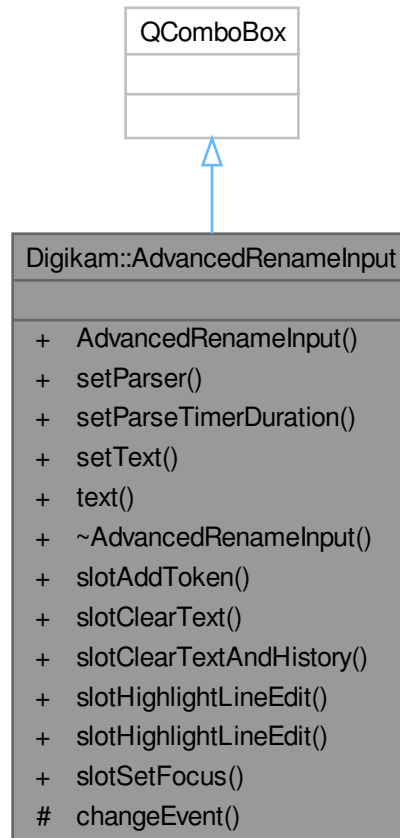 QComboBox
Digikam::AdvancedRenameInput
+ AdvancedRenameInput()
+ setParser()
+ setParseTimerDuration()
+ setText()
+ text()
+ ~AdvancedRenameInput()
+ slotAddToken()
+ slotClearText()
+ slotClearTextAndHistory()
+ slotHighlightLineEdit()
+ slotHighlightLineEdit()
+ slotSetFocus()
# changeEvent()